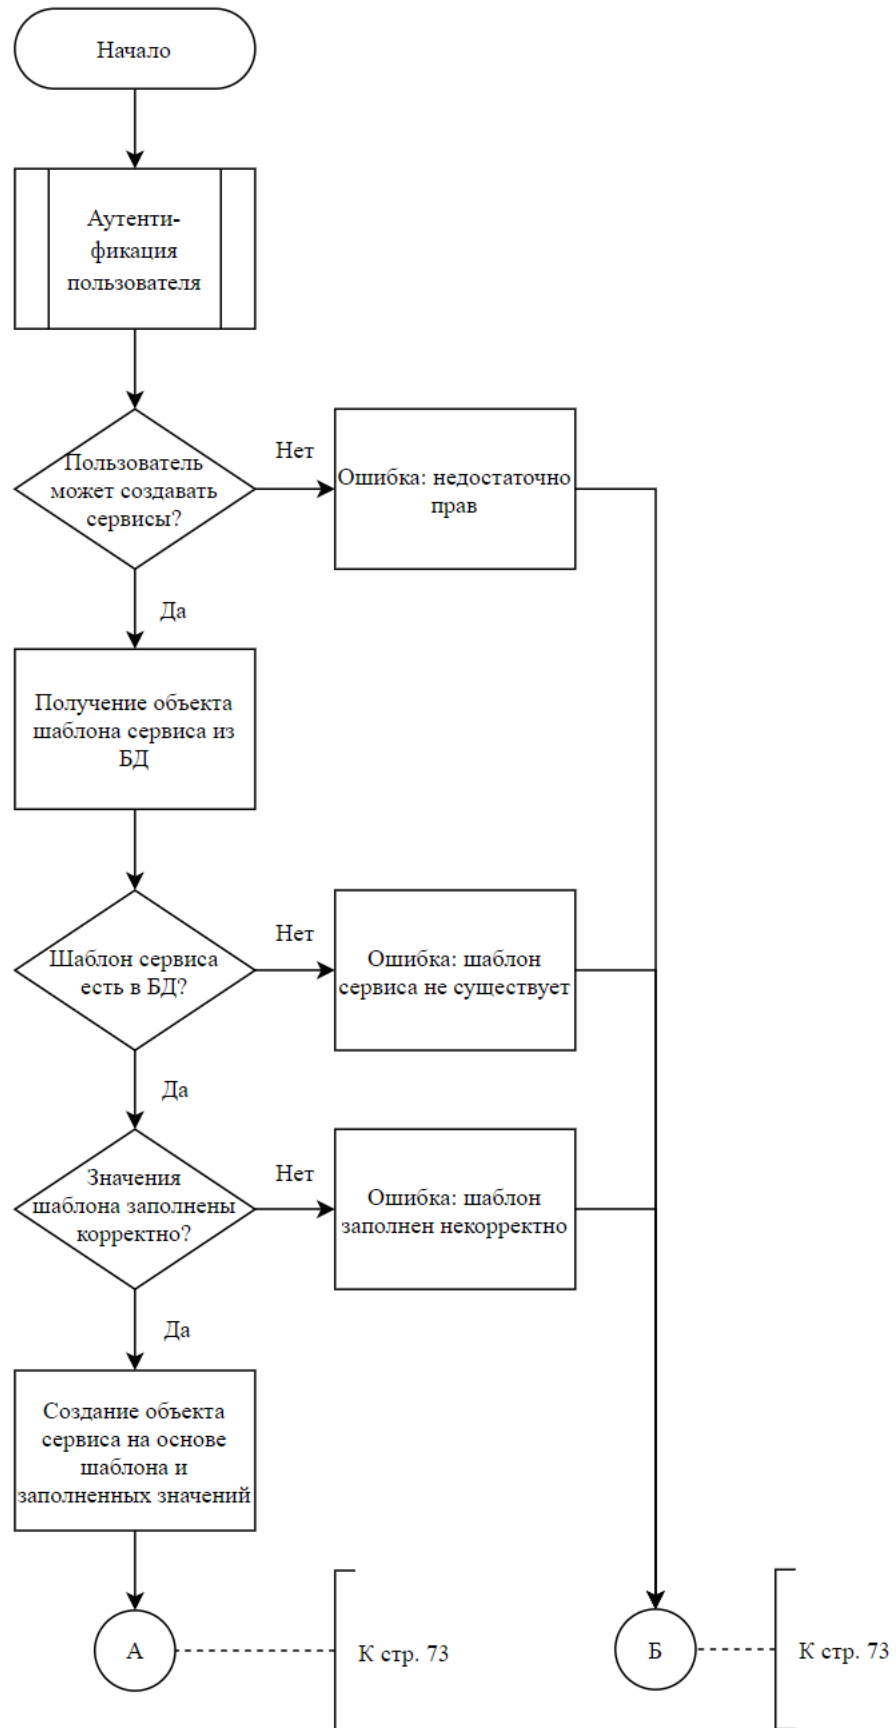 Начало
Аутенти-
фикация
пользователя
Пользователь
может создавать
сервисы?
Нет
Ошибка: недостаточно
прав
Да
Получение объекта
шаблона сервиса из
БД
Шаблон сервиса
есть в БД?
Нет
Ошибка: шаблон
сервиса не существует
Да
Значения
шаблона заполнены
корректно?
Нет
Ошибка: шаблон
заполнен некорректно
Да
Создание объекта
сервиса на основе
шаблона и
заполненных значений
А
К стр. 73
Б
К стр. 73